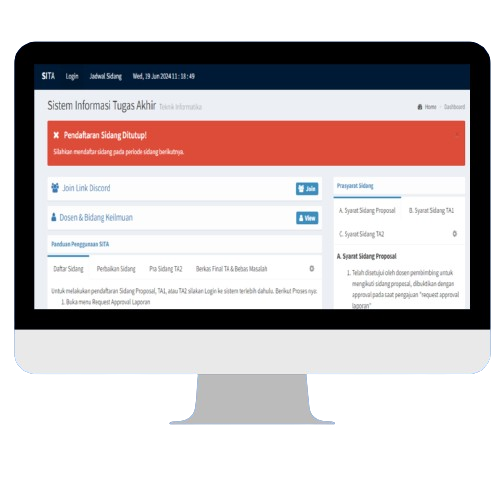 SITA Login Jadwal Sidang Wed, 19 Jun 2024 11:18:49
Sistem Informasi Tugas Akhir Teknik Informatika
Home Dashboard
Pendaftaran Sidang Ditutup!
Silahkan mendaftar sidang pada periode sidang berikutnya.
Join Link Discord
Join
Dosen & Bidang Keilmuan
View
Panduan Penggunaan SITA
Daftar Sidang Perbaikan Sidang Pra Sidang TA2 Berkas Final TA & Bebas Masalah
Untuk melakukan pendaftaran Sidang Proposal, TA1, atau TA2 silakan Login ke sistem terlebih dahulu. Berikut Proses nya:
1. Buka menu Request Approval Laporan
Prasyarat Sidang
A. Syarat Sidang Proposal B. Syarat Sidang TA1
C. Syarat Sidang TA2
A. Syarat Sidang Proposal
1. Telah disetujui oleh dosen pembimbing untuk
mengikuti sidang proposal, dibuktikan dengan
approval pada saat pengajuan "request approval
laporan"